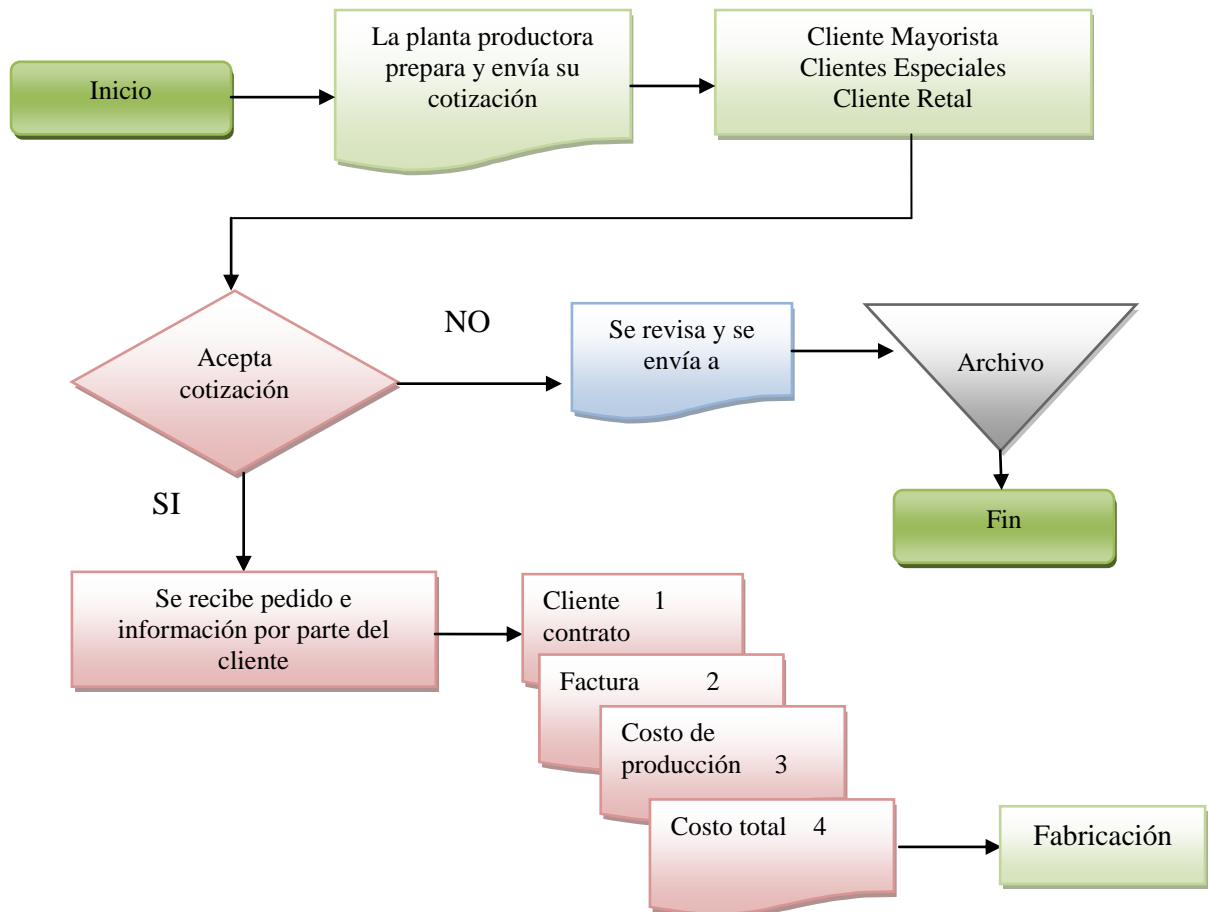 Inicio
La planta productora
prepara y envía su
cotización
Cliente Mayorista
Clientes Especiales
Cliente Retal
Acepta
cotización
NO
Se revisa y se
envía a
Archivo
Fin
SI
Se recibe pedido e
información por parte del
cliente
Cliente 1
contrato
Factura 2
Costo de
producción 3
Costo total 4
Fabricación